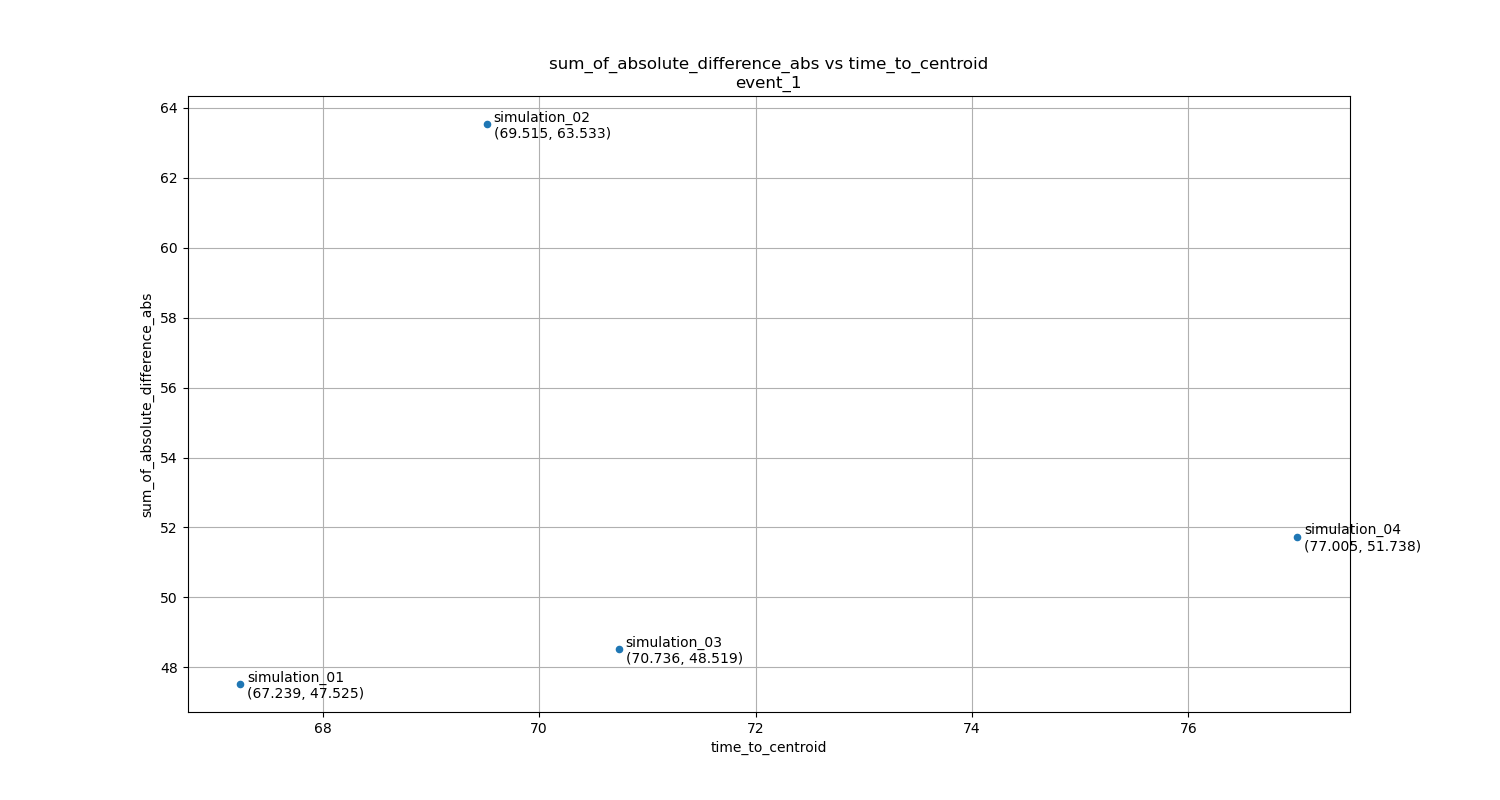 sum_of_absolute_difference_abs vs time_to_centroid
event_1
64
62
60
58
56
54
52
50
48
sum_of_absolute_difference_abs
simulation_02
(69.515, 63.533)
simulation_04
(77.005, 51.738)
simulation_03
(70.736, 48.519)
simulation_01
(67.239, 47.525)
68
70
72
74
76
time_to_centroid